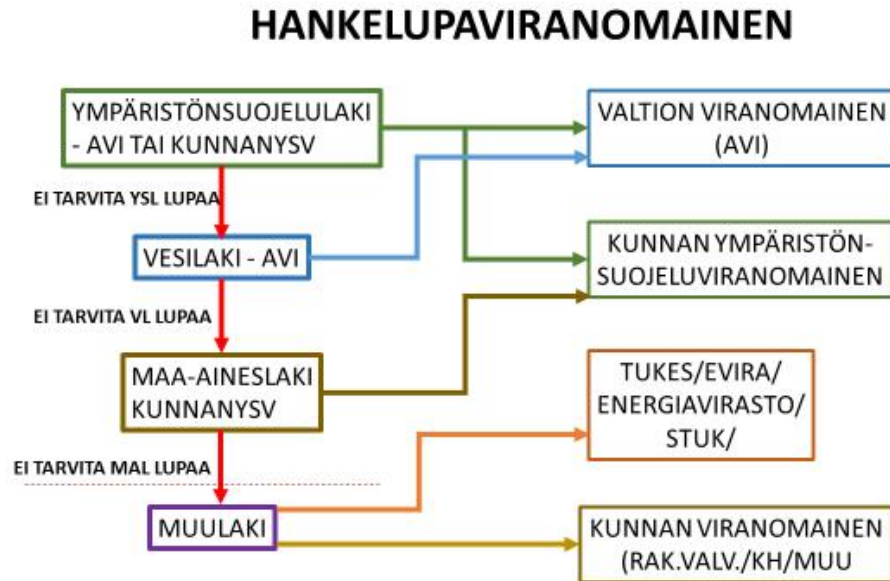 HANKELUPAVIRANOMAINEN
YMPÄRISTÖNSUOJELULAKI
- AVI TAI KUNNANYSV
VALTION VIRANOMAINEN
(AVI)
EI TARVITA YSL LUPAA
VESILAKI - AVI
KUNNAN YMPÄRISTÖN-
SUOJELUVIRANOMAINEN
EI TARVITA VL LUPAA
MAA-AINESLAKI
KUNNANYSV
TUKES/EVIRA/
ENERGIAVIRASTO/
STUK/
EI TARVITA MAL LUPAA
MUULAKI
KUNNAN VIRANOMAINEN
(RAK.VALV./KH/MUU